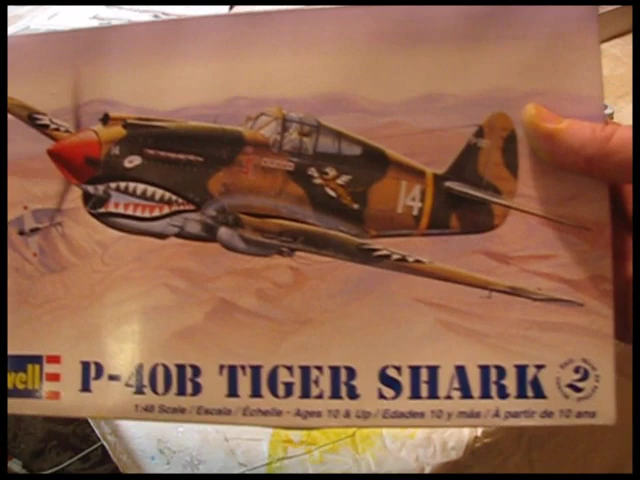 14
well
P-40B TIGER SHARK
2
1:48 Scale / Escala / Échelle - Ages 10 & Up / Edades 10 y más / À partir de 10 ans